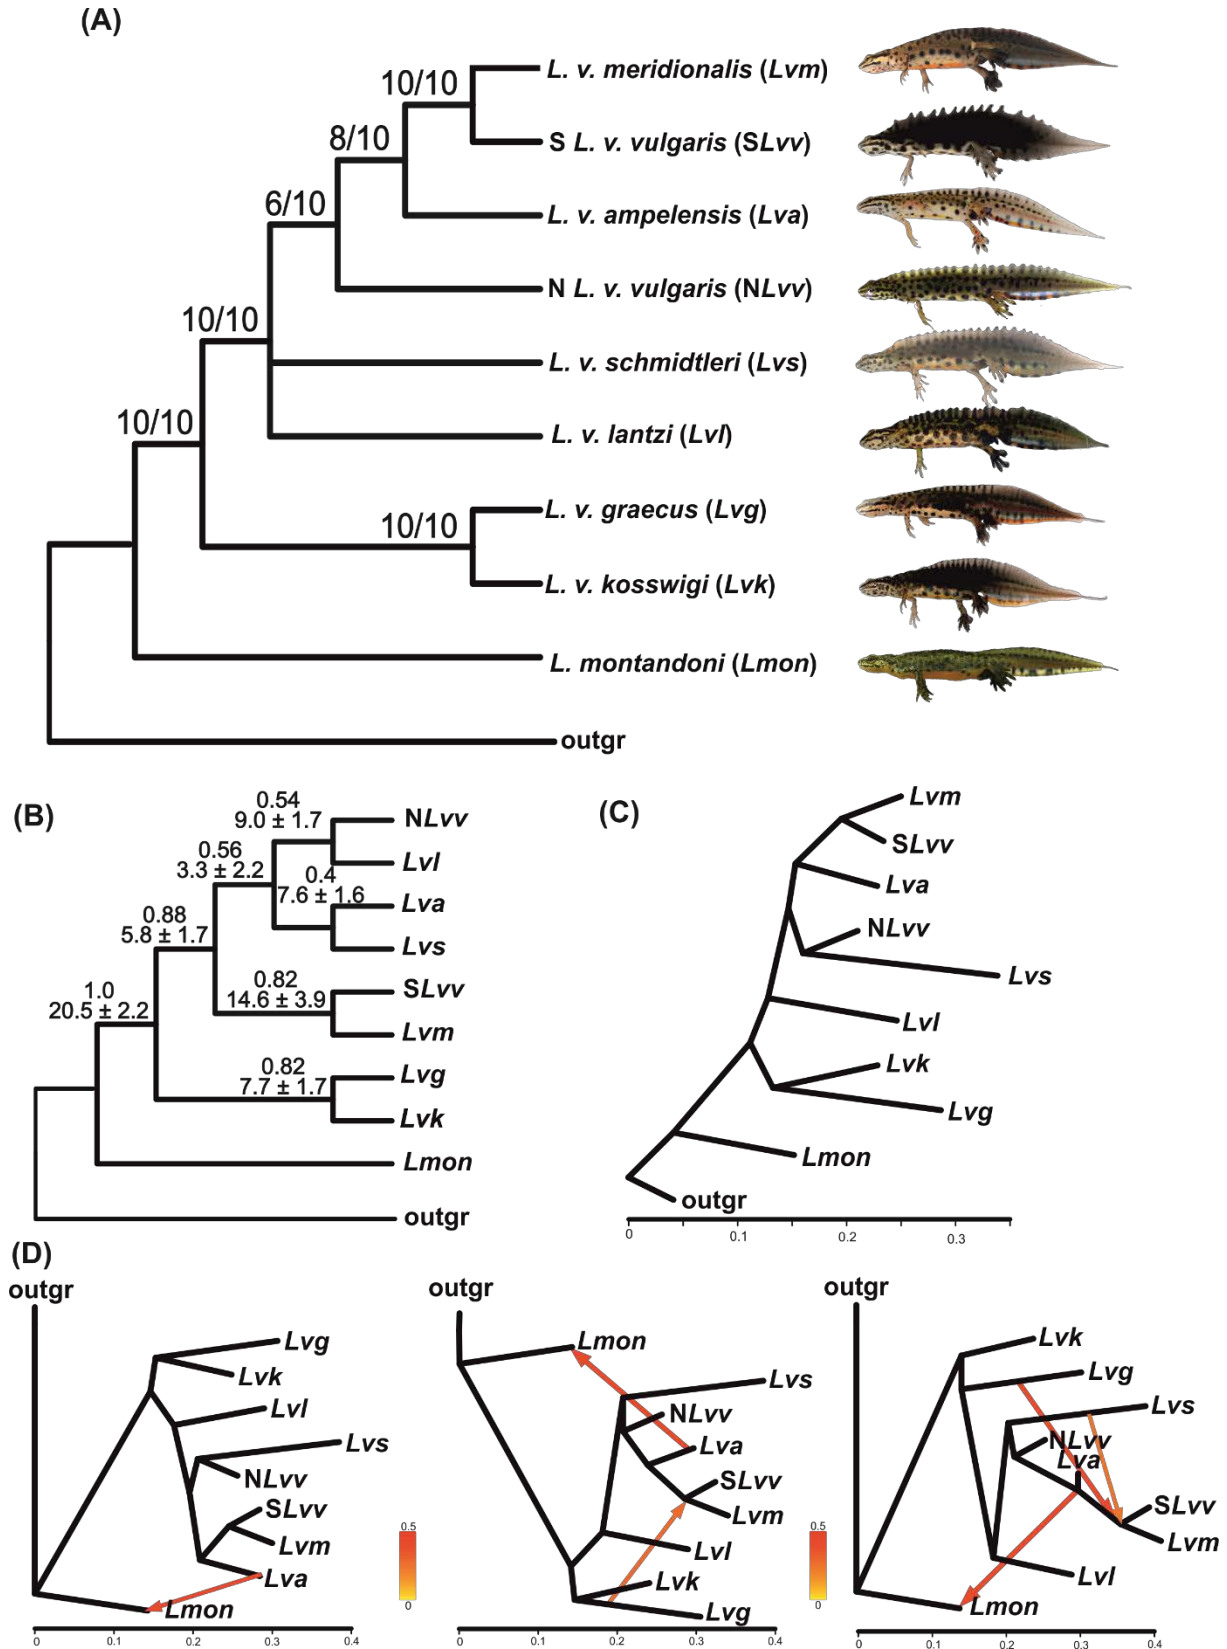 (A)
10/10
L. v. meridionalis (Lvm)
8/10
S L. v. vulgaris (SLvv)
6/10
L. v. ampelensis (Lva)
N L. v. vulgaris (NLvv)
10/10
L. v. schmidtleri (Lvs)
10/10
L. v. lantzi (Lvl)
L. v. graecus (Lvg)
10/10
L. v. kosswigi (Lvk)
L. montandoni (Lmon)
outgr
(B)
0.54
9.0 ± 1.7
NLvv
0.56
3.3 ± 2.2
Lvl
0.4
7.6 ± 1.6
Lva
0.88
5.8 ± 1.7
Lvs
0.82
14.6 ± 3.9
SLvv
1.0
20.5 ± 2.2
Lvm
0.82
7.7 ± 1.7
Lvg
Lvk
Lmon
outgr
(C)
Lvm
SLvv
Lva
NLvv
Lvs
Lvl
Lvk
Lvg
Lmon
outgr
0 0.1 0.2 0.3
(D)
outgr
Lvg
Lvk
Lvl
Lvs
NLvv
SLvv
Lvm
Lva
Lmon
0 0.1 0.2 0.3 0.4
0.5
0
outgr
Lmon
Lvs
NLvv
Lva
SLvv
Lvm
Lvl
Lvk
Lvg
0 0.1 0.2 0.3 0.4
0.5
0
outgr
Lvk
Lvg
Lvs
NLvv
Lva
SLvv
Lvm
Lvl
Lmon
0 0.1 0.2 0.3 0.4